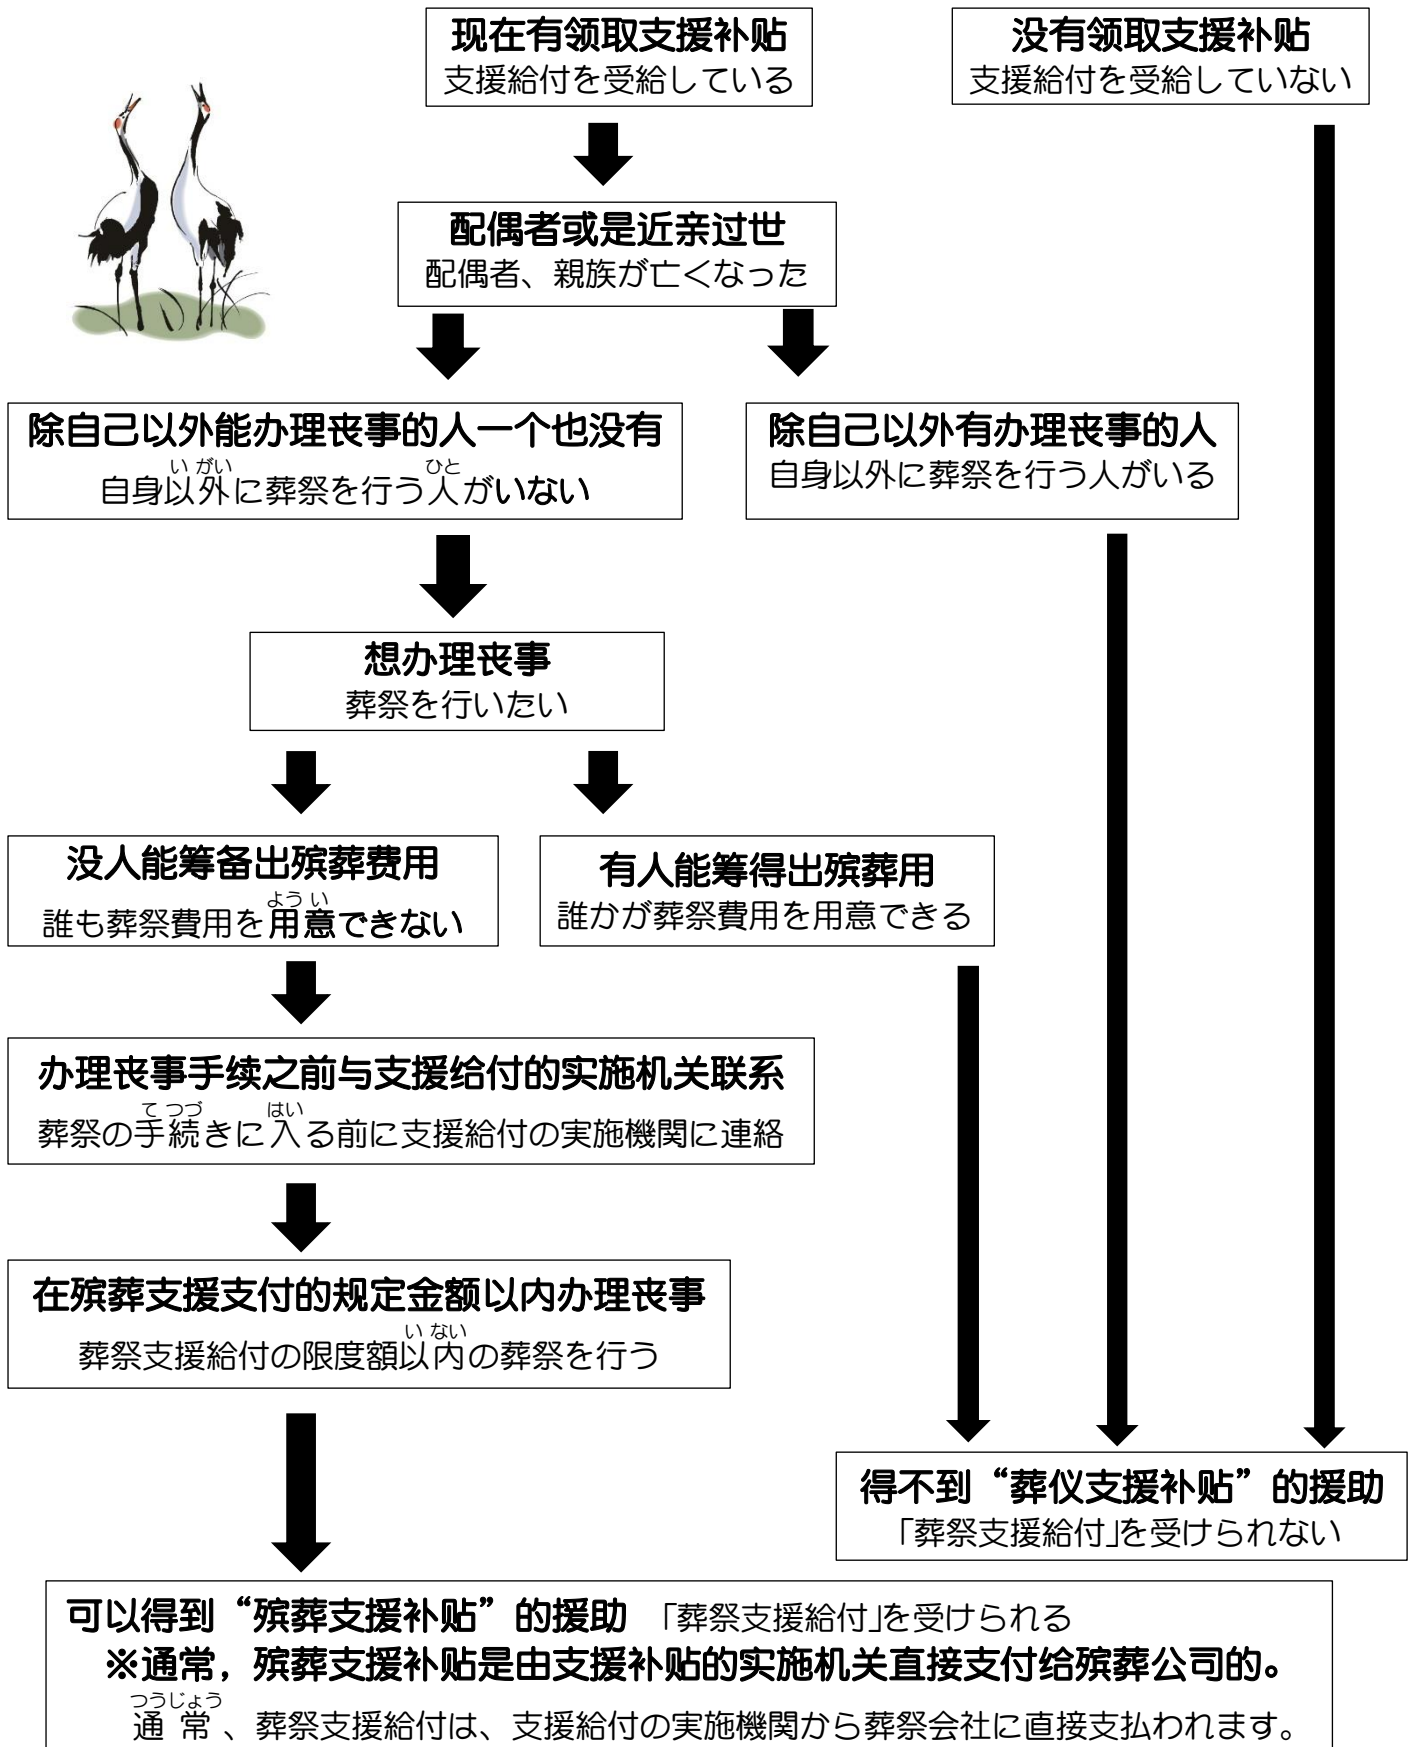 现在有领取支援补贴
支援給付を受給している
没有领取支援补贴
支援給付を受給していない
配偶者或是近亲过世
配偶者、親族が亡くなった
除自己以外能办理丧事的人一个也没有
い がい ひと
自身以外に葬祭を行う人がいない
除自己以外有办理丧事的人
自身以外に葬祭を行う人がいる
想办理丧事
葬祭を行いたい
没人能筹备出殡葬费用
よう い
誰も葬祭費用を用意できない
有人能筹得出殡葬用
誰かが葬祭費用を用意できる
办理丧事手续之前与支援给付的实施机关联系
て つづ はい
葬祭の手続きに入る前に支援給付の実施機関に連絡
在殡葬支援支付的规定金额以内办理丧事
い ない
葬祭支援給付の限度額以内の葬祭を行う
得不到“葬仪支援补贴”的援助
「葬祭支援給付」を受けられない
可以得到“殡葬支援补贴”的援助 「葬祭支援給付」を受けられる
※通常，殡葬支援补贴是由支援补贴的实施机关直接支付给殡葬公司的。
つうじょう
通常、葬祭支援給付は、支援給付の実施機関から葬祭会社に直接支払われます。